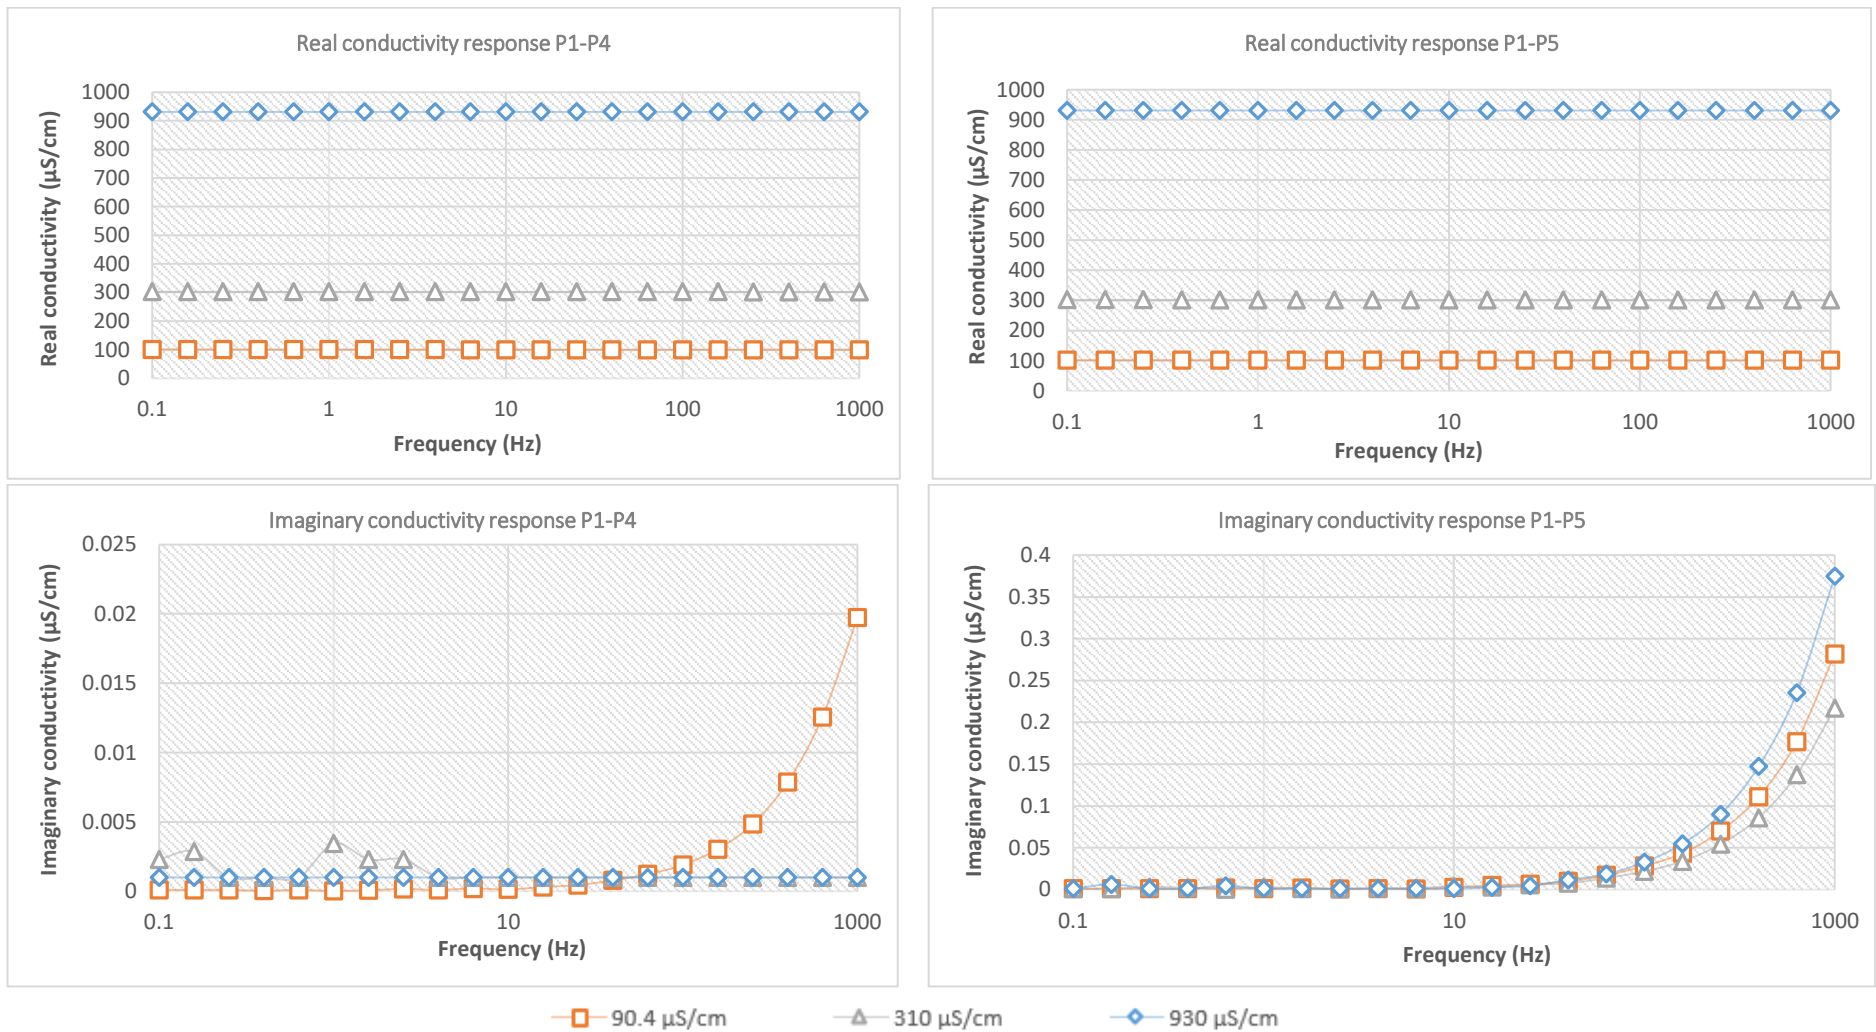 Real conductivity response P1-P4
Real conductivity (µS/cm)
1000
900
800
700
600
500
400
300
200
100
0
0.1 1 10 100 1000
Frequency (Hz)
Real conductivity response P1-P5
Real conductivity (µS/cm)
1000
900
800
700
600
500
400
300
200
100
0
0.1 1 10 100 1000
Frequency (Hz)
Imaginary conductivity response P1-P4
Imaginary conductivity (µS/cm)
0.025
0.02
0.015
0.01
0.005
0
0.1 10 1000
Frequency (Hz)
Imaginary conductivity response P1-P5
Imaginary conductivity (µS/cm)
0.4
0.35
0.3
0.25
0.2
0.15
0.1
0.05
0
0.1 10 1000
Frequency (Hz)
90.4 µS/cm 310 µS/cm 930 µS/cm